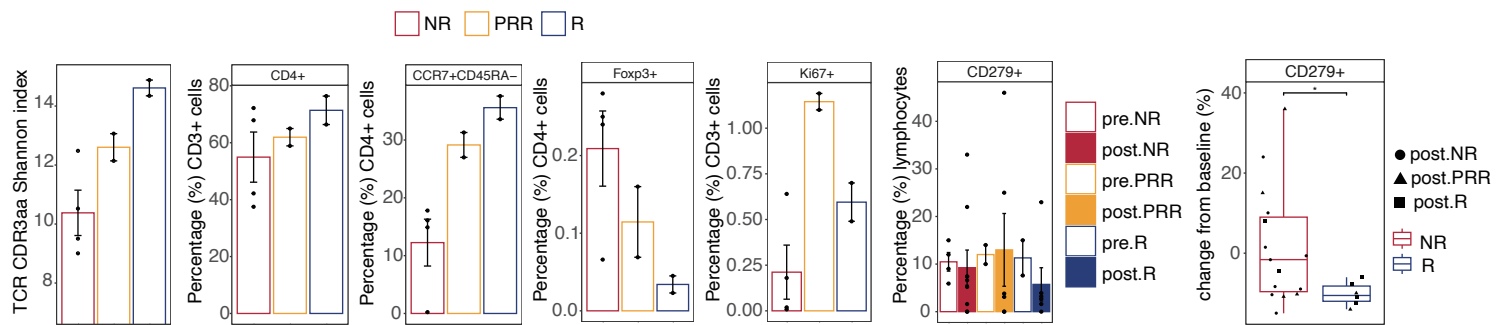 NR PRR R
TCR CDR3aa Shannon index
14
12
10
8
Percentage (%) CD3+ cells
CD4+
80
60
40
20
0
Percentage (%) CD4+ cells
CCR7+CD45RA−
30
20
10
0
Percentage (%) CD4+ cells
Foxp3+
0.2
0.1
0.0
Percentage (%) CD3+ cells
Ki67+
1.00
0.75
0.50
0.25
0.00
Percentage (%) lymphocytes
CD279+
40
30
20
10
0
pre.NR
post.NR
pre.PRR
post.PRR
pre.R
post.R
change from baseline (%)
CD279+
*
40
20
0
post.NR
post.PRR
post.R
NR
R